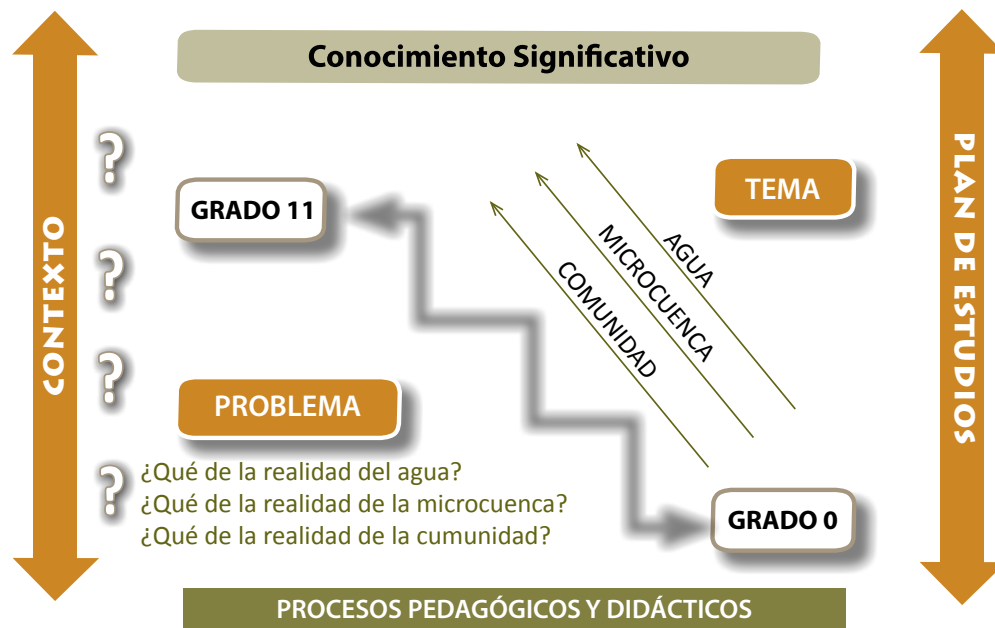 Conocimiento Significativo
CONTEXTO
?
?
?
?
GRADO 11
TEMA
AGUA
MICROCUENCA
COMUNIDAD
PLAN DE ESTUDIOS
PROBLEMA
¿Qué de la realidad del agua?
¿Qué de la realidad de la microcuenca?
¿Qué de la realidad de la cumunidad?
GRADO 0
PROCESOS PEDAGÓGICOS Y DIDÁCTICOS